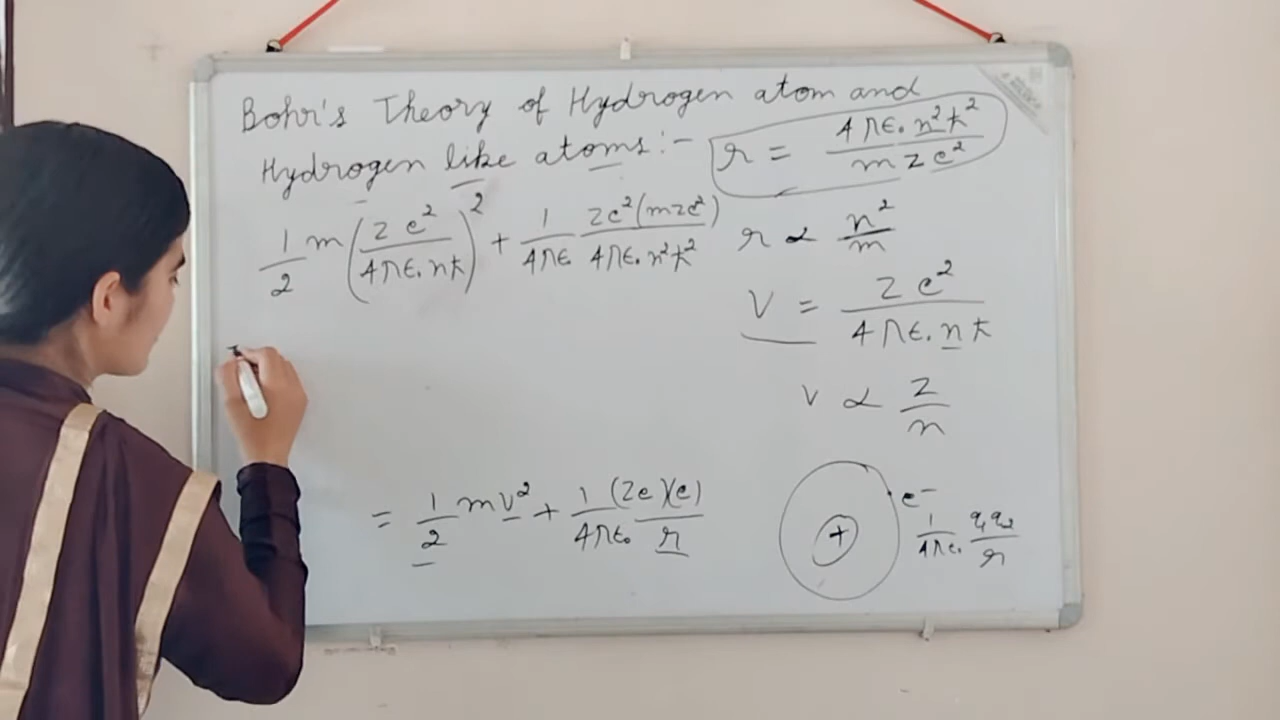 Bohr's Theory of Hydrogen atom and
Hydrogen like atoms:-
r = 4πε₀n²ħ² / mze²
1/2 m (Ze² / 4πε₀nħ)² + 1/4πε Ze²(mze²) / 4πε₀n²ħ²
r ∝ n²/m
V = Ze² / 4πε₀nħ
v ∝ Z/n
= 1/2 mv² + 1/4πε₀ (Ze)(e)/r
+
e⁻
1/4πε₀ q₁q₂/r